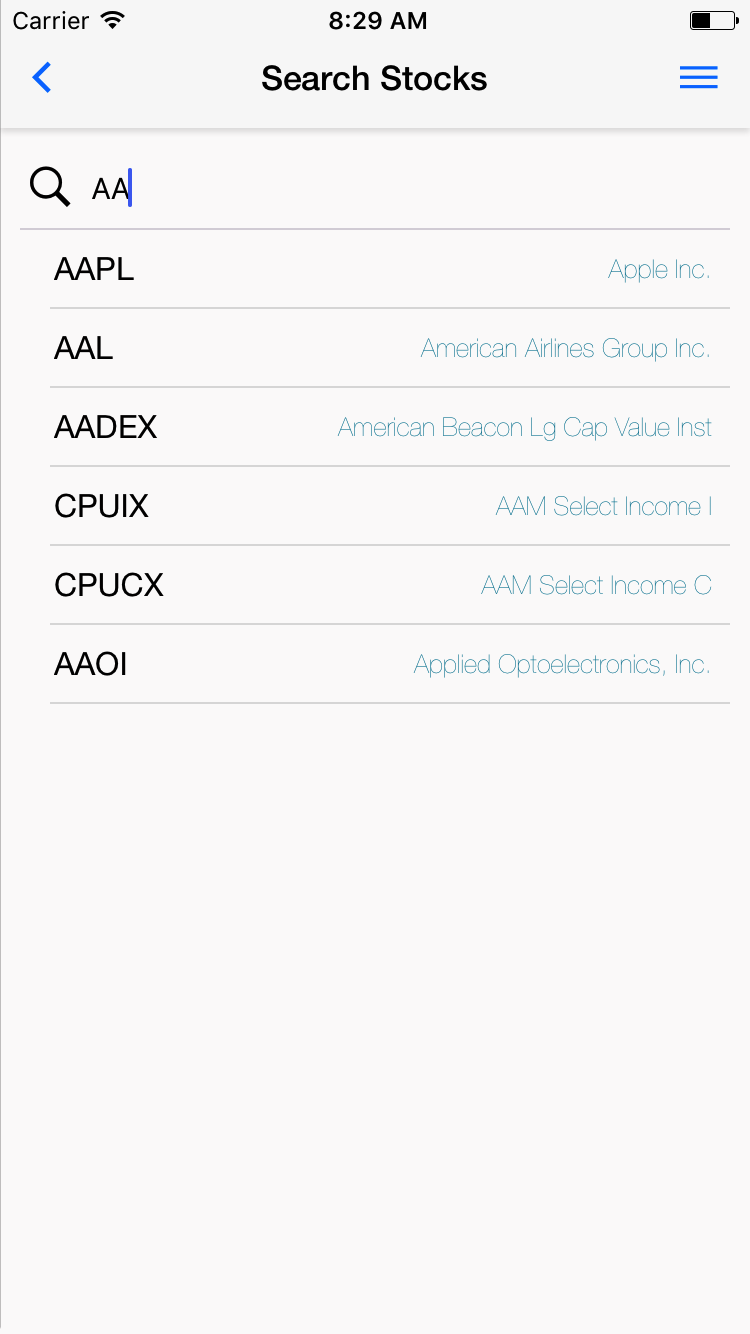 Carrier 8:29 AM
Search Stocks
AA
AAPL Apple Inc.
AAL American Airlines Group Inc.
AADEX American Beacon Lg Cap Value Inst
CPUIX AAM Select Income I
CPUCX AAM Select Income C
AAOI Applied Optoelectronics, Inc.